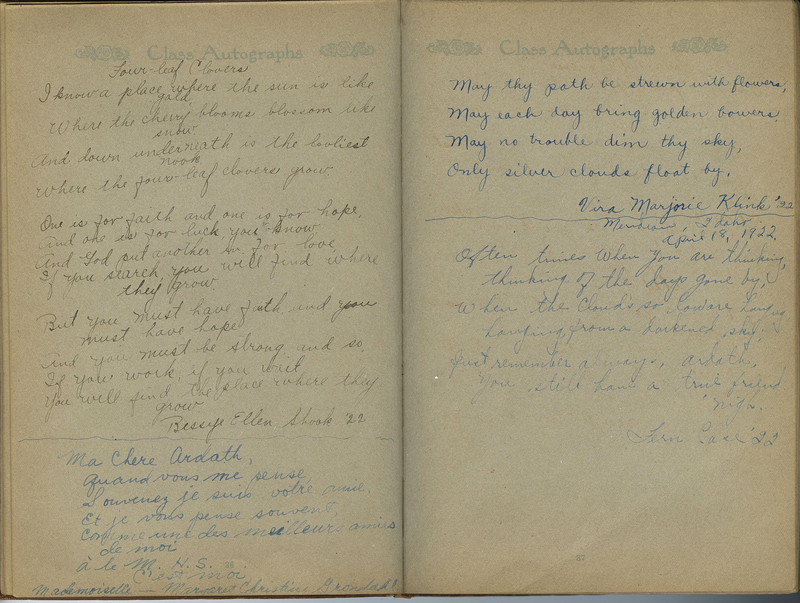 Class Autographs
Four-leaf Clovers
I know a place where the sun is like
gold
Where the cherry blooms blossom like
snow.
And down underneath is the loveliest
nook
Where the four-leaf clovers grow.
One is for faith and one is for hope,
And one is for luck you know
And God put another in for love
If you search you will find where
they grow
But you must have faith and you
must have hope
And you must be strong and so
If you work, if you wait
You will find the place where they
grow
Bessye Ellen Shook '22
Ma Chere Ardath,
Quand vous me pense
Souvenez je suis votre amie.
Et je vous pense souvent,
Comme une des meilleurs amies
de moi
à le M. H. S.
C'est moi
Mademoiselle — Christine
Class Autographs
May thy path be strewn with flowers,
May each day bring golden bowers.
May no trouble dim thy sky,
Only silver clouds float by.
Vira Marjorie Klink '22
Meridian, Idaho
April 18, 1922.
Often times when you are thinking,
thinking of the days gone by,
When the clouds so low are hanging
hanging from a darkened sky;
Just remember a ways, Ardath,
You still have a true friend
nigh.
Fern Case '22
37